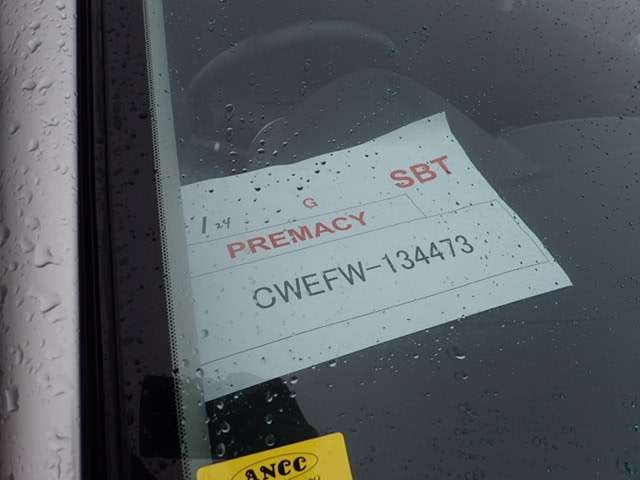 SBT
G
1/24
PREMACY
CWEFW-134473
ANCC